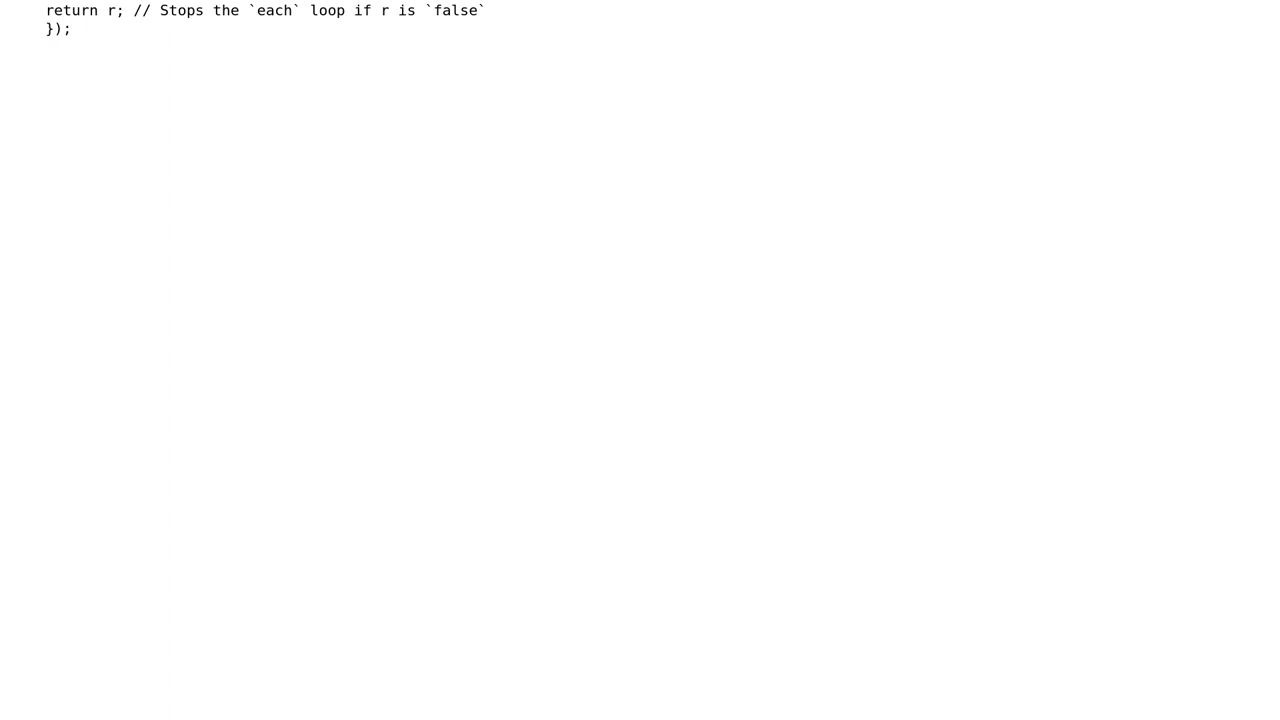 return r; // Stops the `each` loop if r is `false`
});